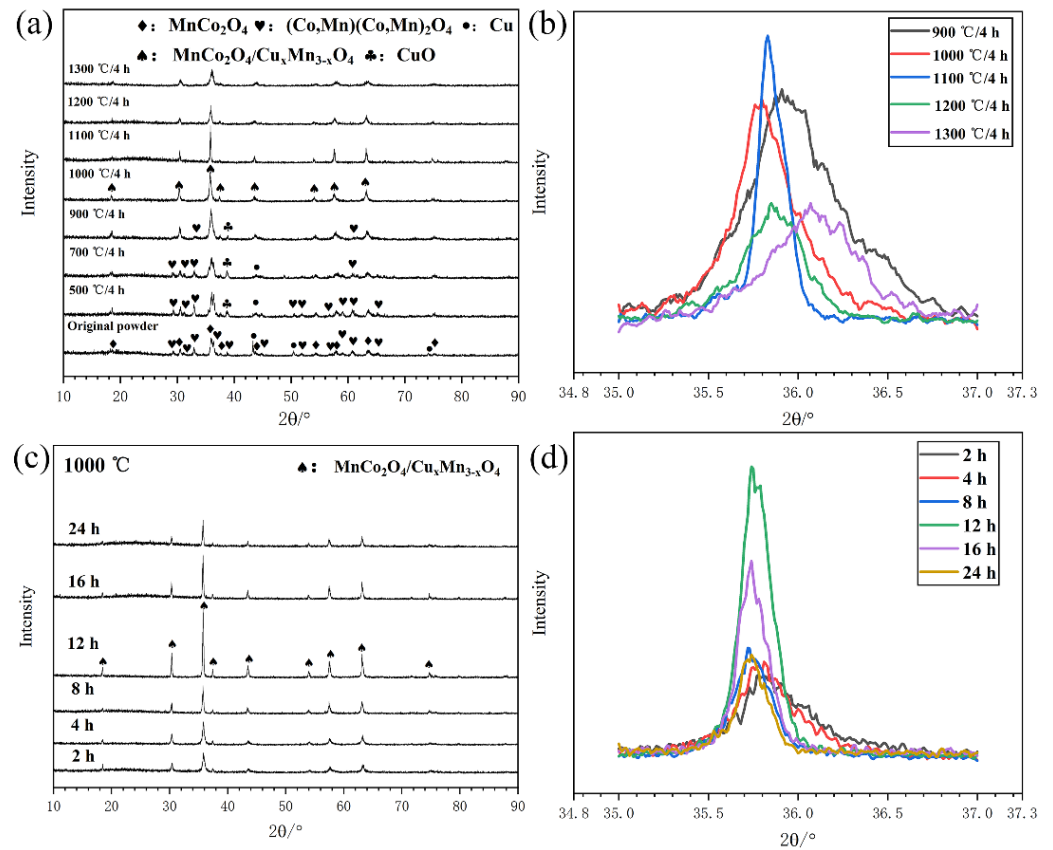 (a)
♦: MnCo₂O₄ ♥: (Co,Mn)(Co,Mn)₂O₄ ●: Cu
♠: MnCo₂O₄/CuₓMn₃₋ₓO₄ ♣: CuO
1300 ℃/4 h
1200 ℃/4 h
1100 ℃/4 h
1000 ℃/4 h
900 ℃/4 h
700 ℃/4 h
500 ℃/4 h
Original powder
Intensity
10 20 30 40 50 60 70 80 90
2θ/°
(b)
900 ℃/4 h
1000 ℃/4 h
1100 ℃/4 h
1200 ℃/4 h
1300 ℃/4 h
Intensity
34.8 35.0 35.5 36.0 36.5 37.0 37.3
2θ/°
(c)
1000 ℃
♠: MnCo₂O₄/CuₓMn₃₋ₓO₄
24 h
16 h
12 h
8 h
4 h
2 h
Intensity
10 20 30 40 50 60 70 80 90
2θ/°
(d)
2 h
4 h
8 h
12 h
16 h
24 h
Intensity
34.8 35.0 35.5 36.0 36.5 37.0 37.3
2θ/°